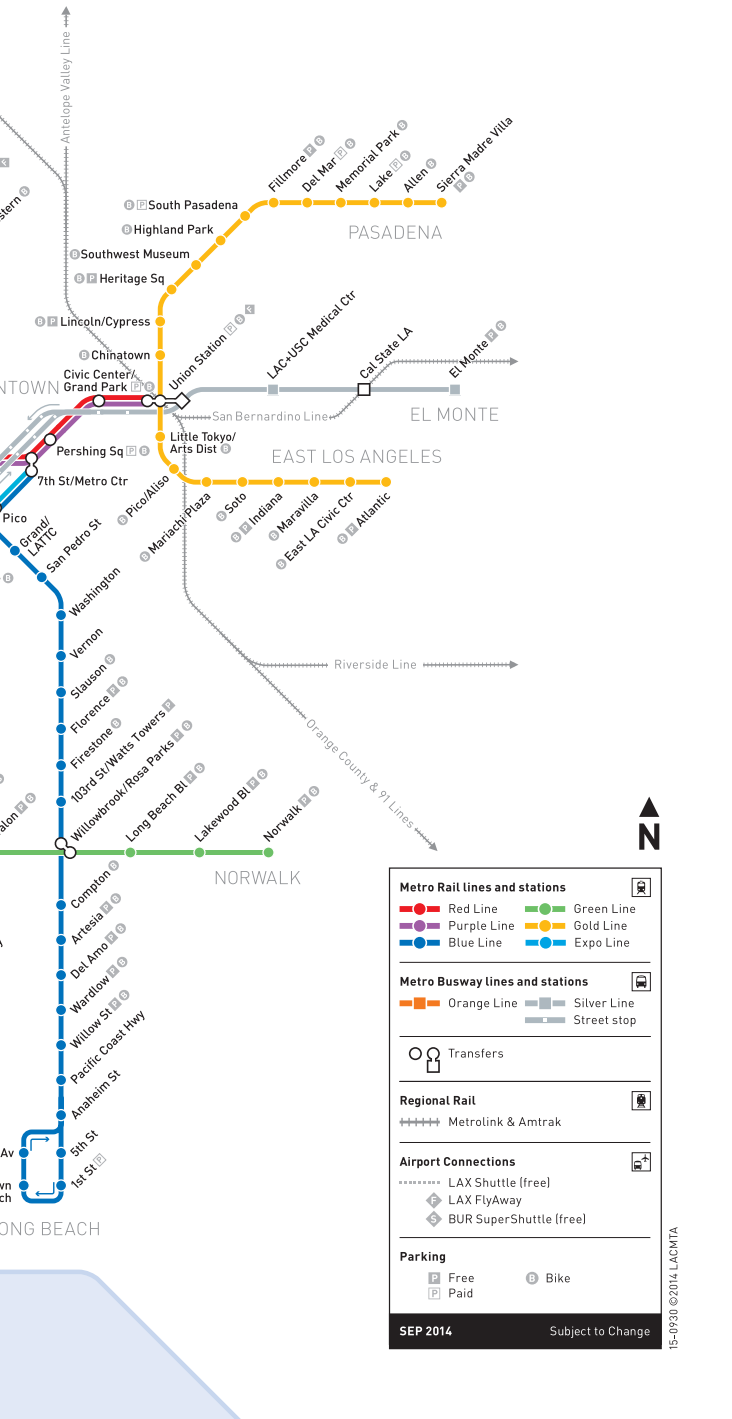 Antelope Valley Line
Fillmore P B
Del Mar P B
Memorial Park B
Lake P B
Allen B
Sierra Madre Villa
P B
B P South Pasadena
B Highland Park
B Southwest Museum
B P Heritage Sq
B P Lincoln/Cypress
B Chinatown
PASADENA
Union Station P B F
LAC+USC Medical Ctr
Cal State LA
El Monte P B
Civic Center/
Grand Park P B
NTOWN
San Bernardino Line
EL MONTE
Pershing Sq P B
7th St/Metro Ctr
Pico
Little Tokyo/
Arts Dist B
EAST LOS ANGELES
B Pico/Aliso
B Mariachi Plaza
B Soto
B P Indiana
B Maravilla
B East LA Civic Ctr
B P Atlantic
Grand/
LATTC
San Pedro St
Washington
Vernon
Slauson B
Florence P B
Firestone B
103rd St/Watts Towers P
Willowbrook/Rosa Parks P B
Long Beach Bl P B
Lakewood Bl P B
Norwalk P B
stern B
alon P B
B
NORWALK
Riverside Line
Orange County & 91 Lines
Compton B
Artesia P B
Del Amo P B
Wardlow P B
Willow St P B
Pacific Coast Hwy
Anaheim St
5th St
1st St P
Av
wn
ch
ONG BEACH
N
Metro Rail lines and stations
Red Line
Green Line
Purple Line
Gold Line
Blue Line
Expo Line
Metro Busway lines and stations
Orange Line
Silver Line
Street stop
Transfers
Regional Rail
Metrolink & Amtrak
Airport Connections
LAX Shuttle (free)
F LAX FlyAway
S BUR SuperShuttle (free)
Parking
P Free
B Bike
P Paid
SEP 2014
Subject to Change
15-0930 ©2014 LACMTA